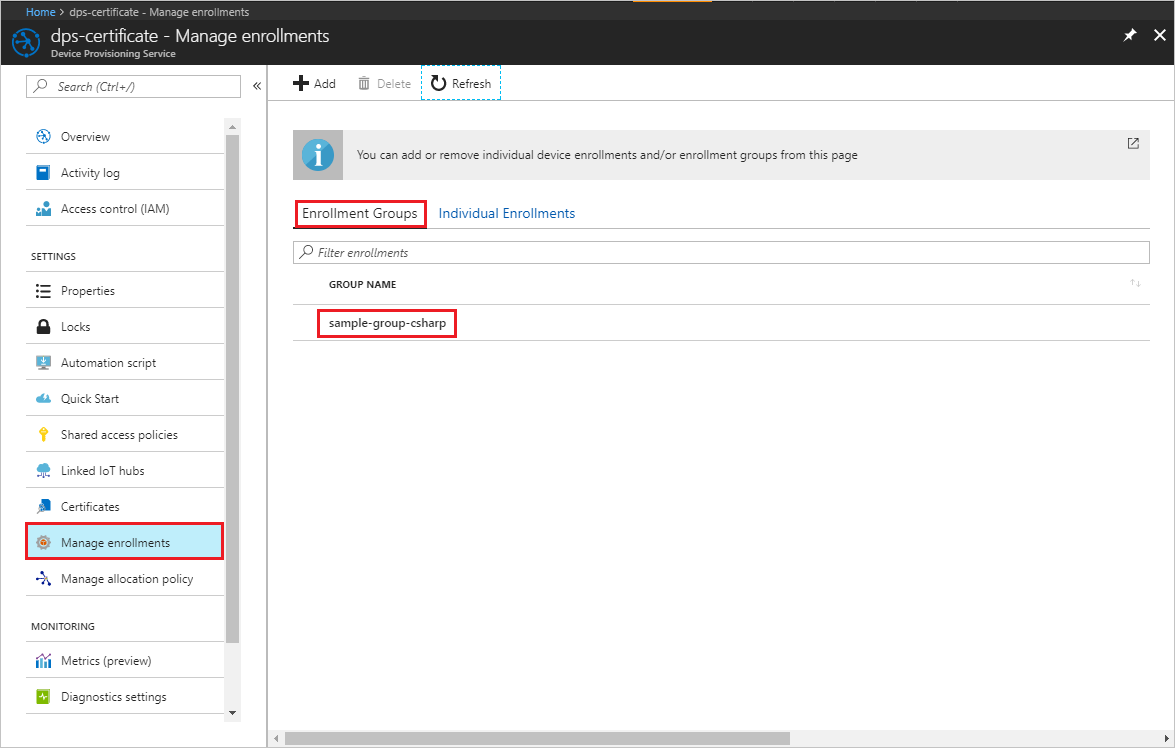 Home > dps-certificate - Manage enrollments
dps-certificate - Manage enrollments
Device Provisioning Service
Search (Ctrl+/)
«
Add
Delete
Refresh
Overview
Activity log
Access control (IAM)
SETTINGS
Properties
Locks
Automation script
Quick Start
Shared access policies
Linked IoT hubs
Certificates
Manage enrollments
Manage allocation policy
MONITORING
Metrics (preview)
Diagnostics settings
You can add or remove individual device enrollments and/or enrollment groups from this page
Enrollment Groups Individual Enrollments
Filter enrollments
GROUP NAME
sample-group-csharp